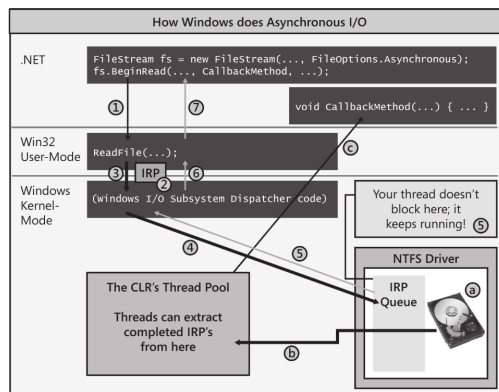 How Windows does Asynchronous I/O
.NET
FileStream fs = new FileStream(..., FileOptions.Asynchronous);
fs.BeginRead(..., CallbackMethod, ...);
void CallbackMethod(...) { ... }
1
7
c
Win32
User-Mode
ReadFile(...);
3
IRP
2
6
Windows
Kernel-
Mode
(Windows I/O Subsystem Dispatcher code)
Your thread doesn't
block here; it
keeps running! 5
4
5
NTFS Driver
IRP
Queue
a
The CLR's Thread Pool
Threads can extract
completed IRP's
from here
b